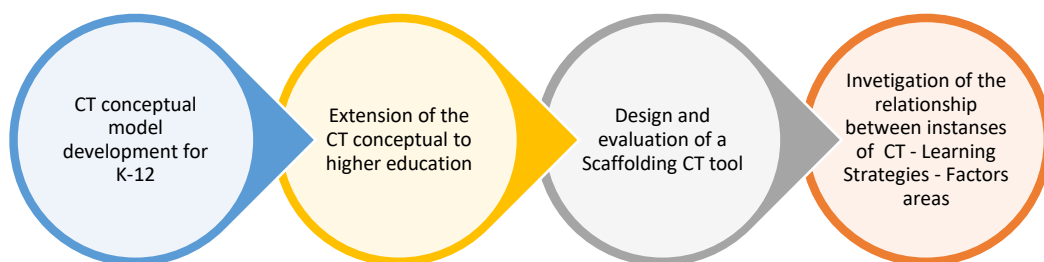 CT conceptual
model
development for
K-12
Extension of the
CT conceptual to
higher education
Design and
evaluation of a
Scaffolding CT tool
Invetigation of the
relationship
between instanses
of CT - Learning
Strategies - Factors
areas